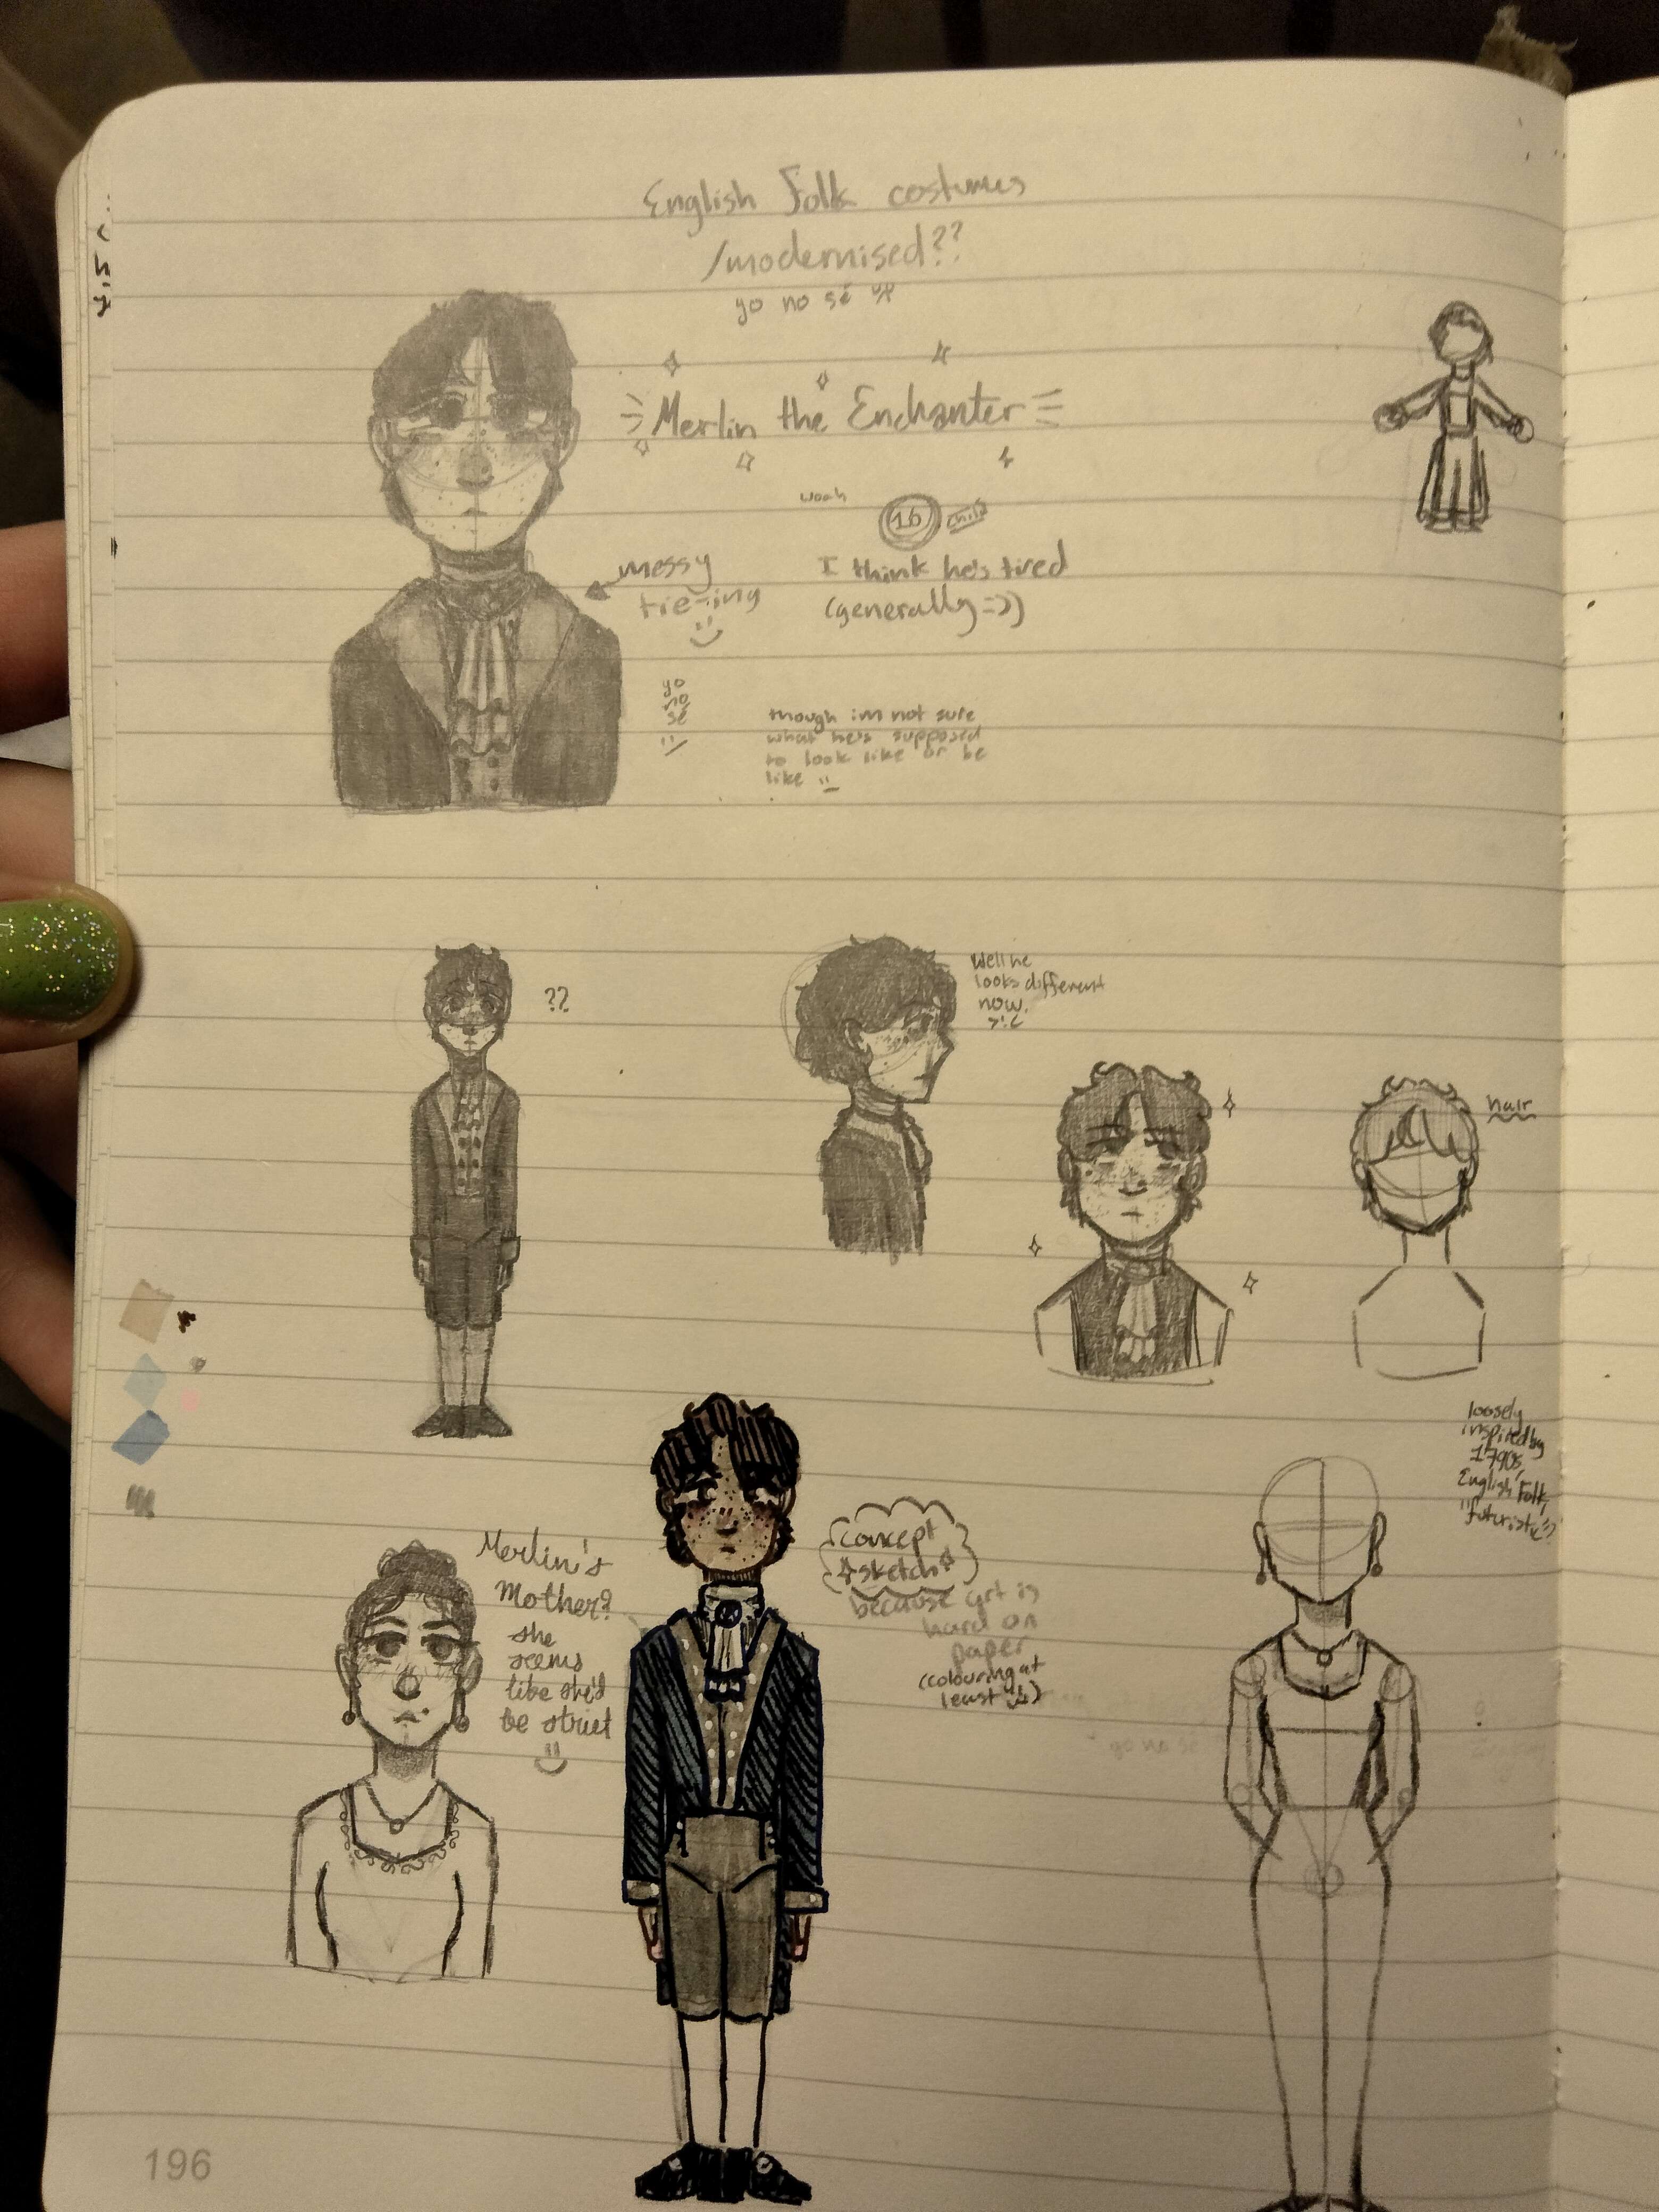 English Folk costumes
/modernised??
yo no sé
Merlin the Enchanter
woah
16
child
I think he's tired
(generally =))
messy
tie-ing
yo
no
sé
though im not sure
what he's supposed
to look like or be
like
??
Well he
looks different
now.
>:(
hair
loosely
inspired by
1790s,
English Folk,
"futuristic"?
Merlin's
Mother?
she
seems
like she'd
be strict
concept
sketch
because art is
hard on
paper
(colouring at
least
yo no sé
196